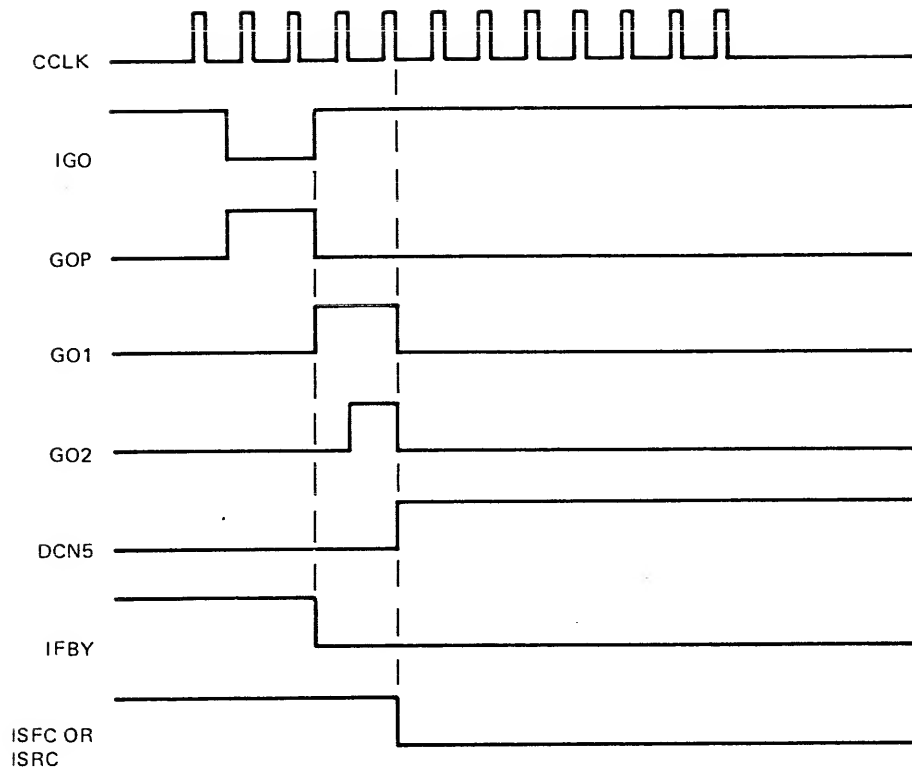 CCLK
IGO
GOP
GO1
GO2
DCN5
IFBY
ISFC OR
ISRC